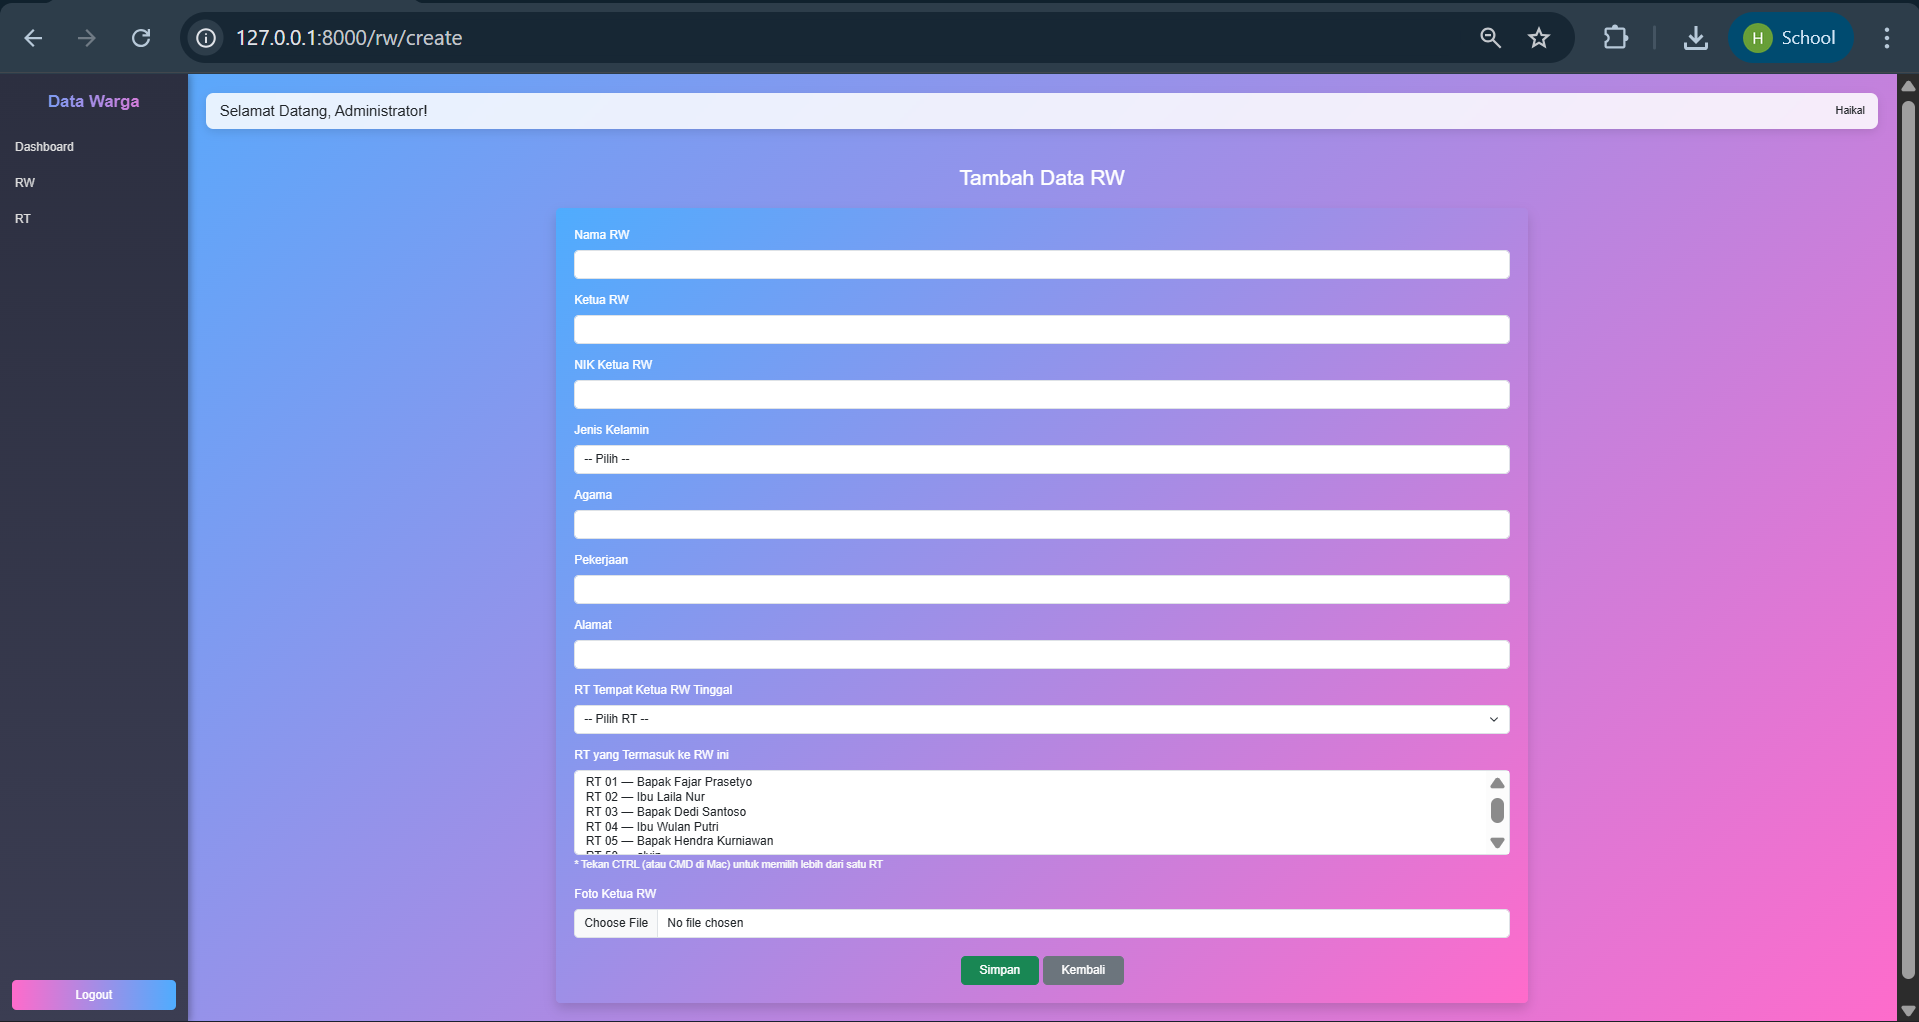 127.0.0.1:8000/rw/create
H School
Data Warga
Dashboard
RW
RT
Logout
Selamat Datang, Administrator!
Haikal
Tambah Data RW
Nama RW
Ketua RW
NIK Ketua RW
Jenis Kelamin
-- Pilih --
Agama
Pekerjaan
Alamat
RT Tempat Ketua RW Tinggal
-- Pilih RT --
RT yang Termasuk ke RW ini
RT 01 — Bapak Fajar Prasetyo
RT 02 — Ibu Laila Nur
RT 03 — Bapak Dedi Santoso
RT 04 — Ibu Wulan Putri
RT 05 — Bapak Hendra Kurniawan
* Tekan CTRL (atau CMD di Mac) untuk memilih lebih dari satu RT
Foto Ketua RW
Choose File No file chosen
Simpan Kembali